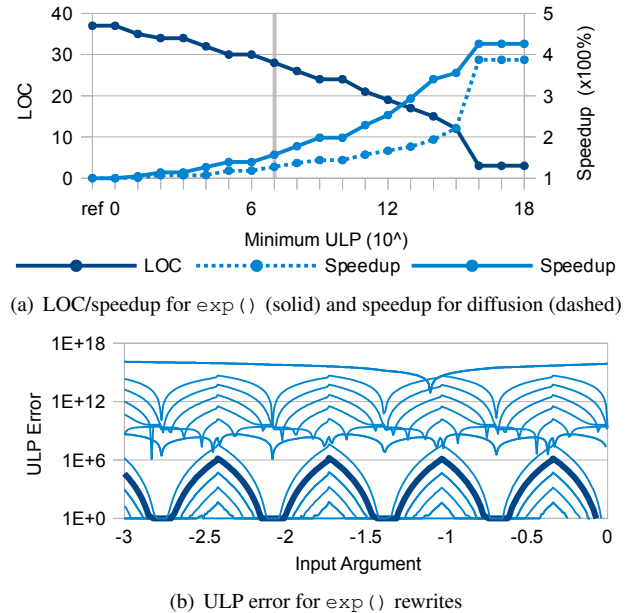 40 5
30 4
20 3
10 2
0 1
LOC
Speedup (x100%)
ref 0 6 12 18
Minimum ULP (10^)
LOC Speedup Speedup
(a) LOC/speedup for exp() (solid) and speedup for diffusion (dashed)
1E+18
1E+12
1E+6
1E+0
ULP Error
-3 -2.5 -2 -1.5 -1 -0.5 0
Input Argument
(b) ULP error for exp() rewrites